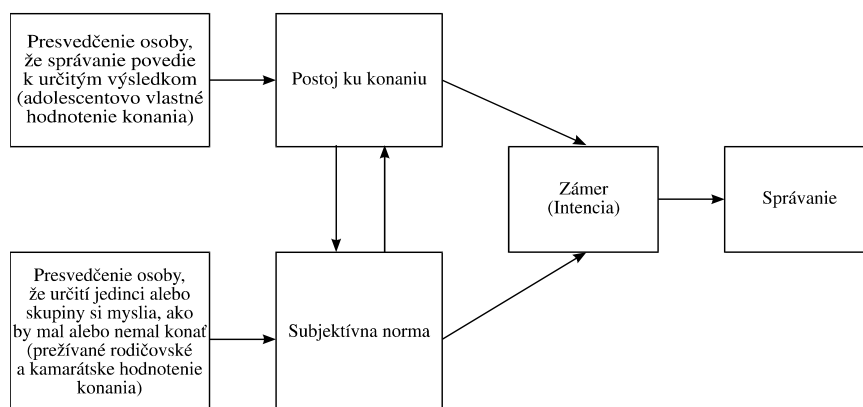 Presvedčenie osoby,
že správanie povedie
k určitým výsledkom
(adolescentovo vlastné
hodnotenie konania)
Postoj ku konaniu
Zámer
(Intencia)
Správanie
Presvedčenie osoby,
že určití jedinci alebo
skupiny si myslia, ako
by mal alebo nemal konať
(prežívané rodičovské
a kamarátske hodnotenie
konania)
Subjektívna norma